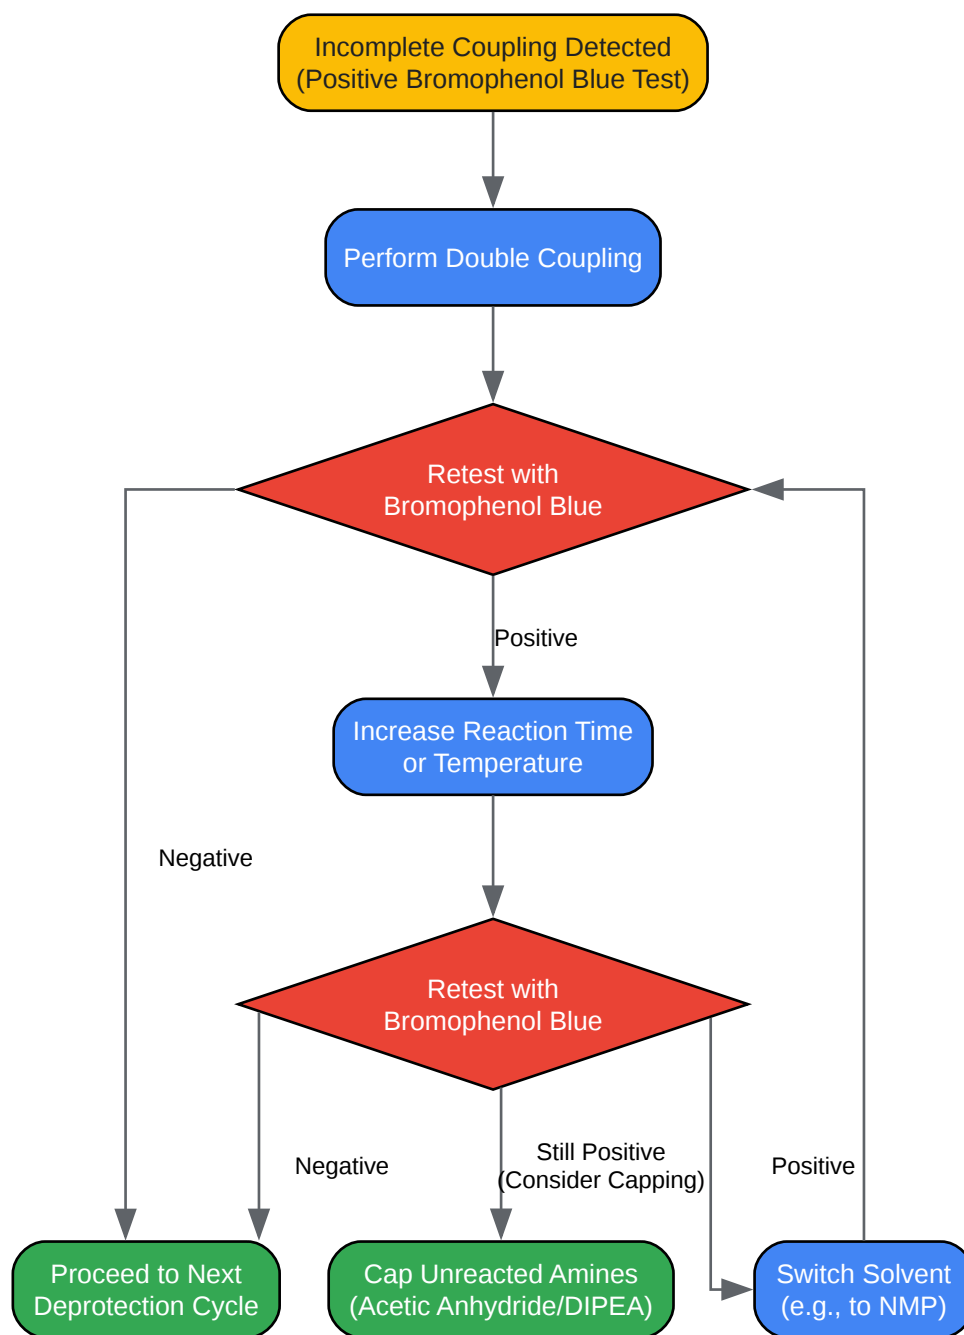 Incomplete Coupling Detected
(Positive Bromophenol Blue Test)
Perform Double Coupling
Retest with
Bromophenol Blue
Positive
Increase Reaction Time
or Temperature
Negative
Retest with
Bromophenol Blue
Negative
Still Positive
(Consider Capping)
Positive
Proceed to Next
Deprotection Cycle
Cap Unreacted Amines
(Acetic Anhydride/DIPEA)
Switch Solvent
(e.g., to NMP)